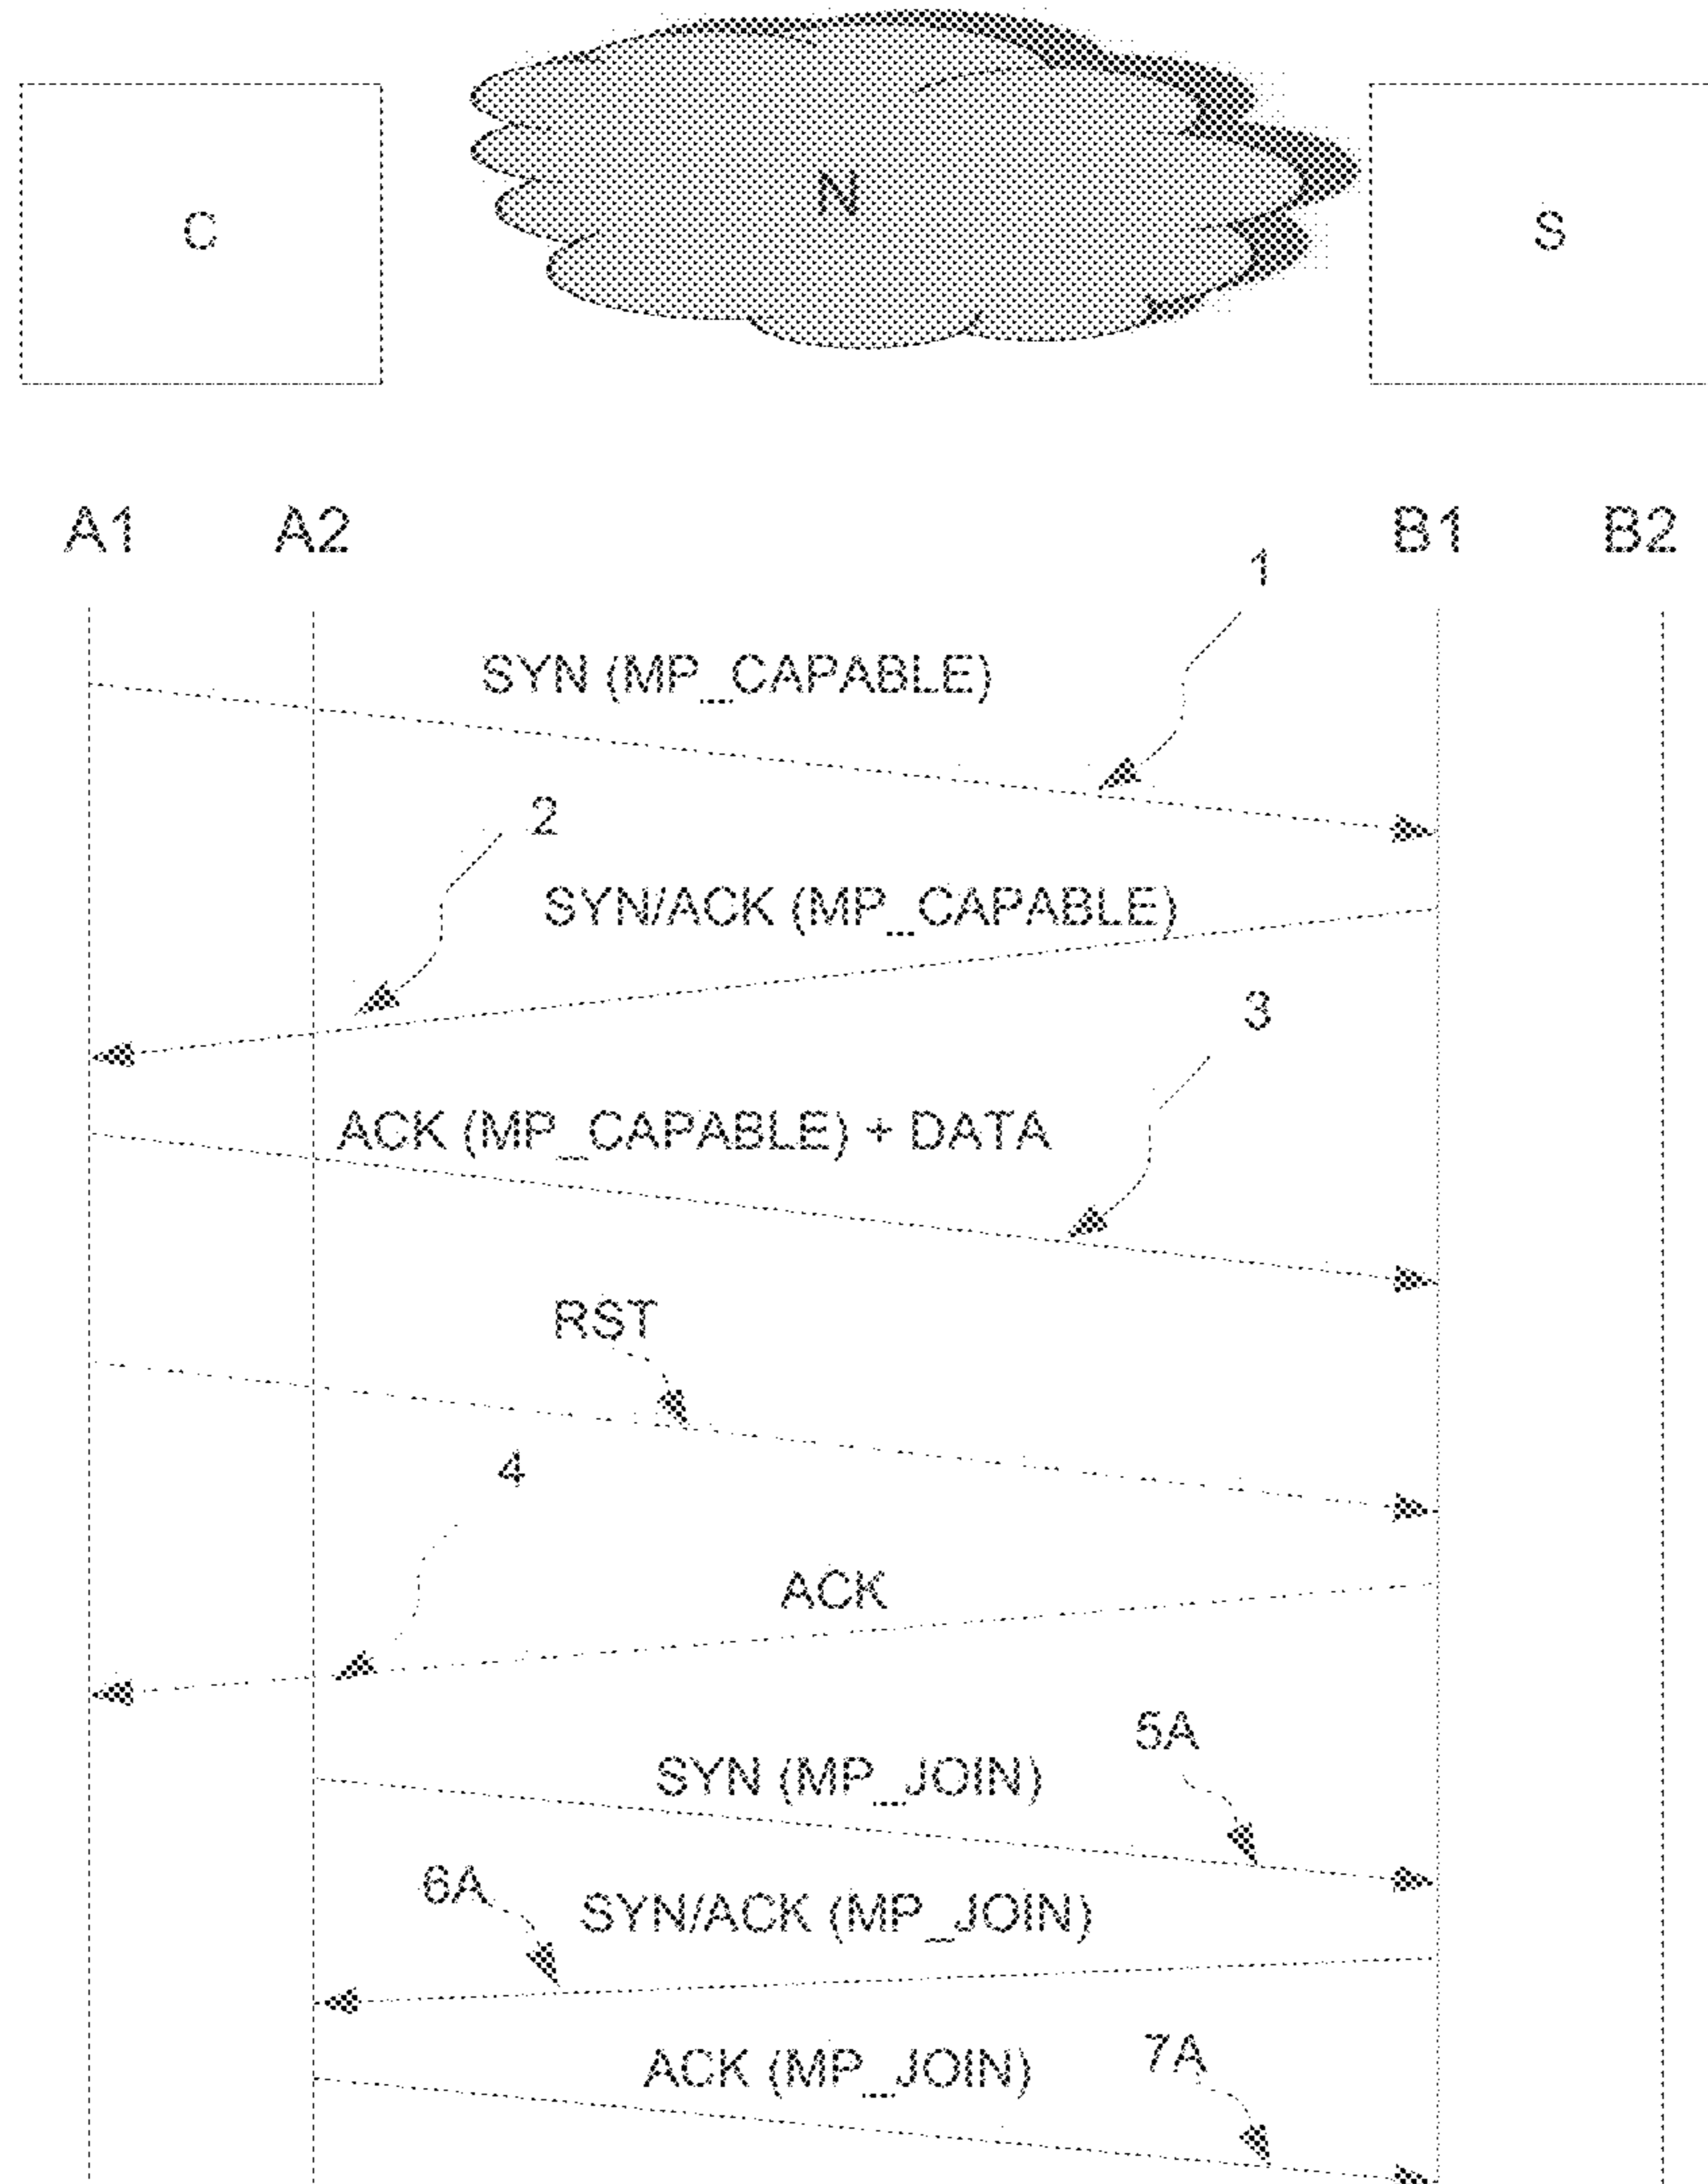 C
N
S
A1 A2 B1 B2
1
SYN (MP_CAPABLE)
2
SYN/ACK (MP_CAPABLE)
3
ACK (MP_CAPABLE) + DATA
RST
4
ACK
5A
SYN (MP_JOIN)
6A
SYN/ACK (MP_JOIN)
7A
ACK (MP_JOIN)